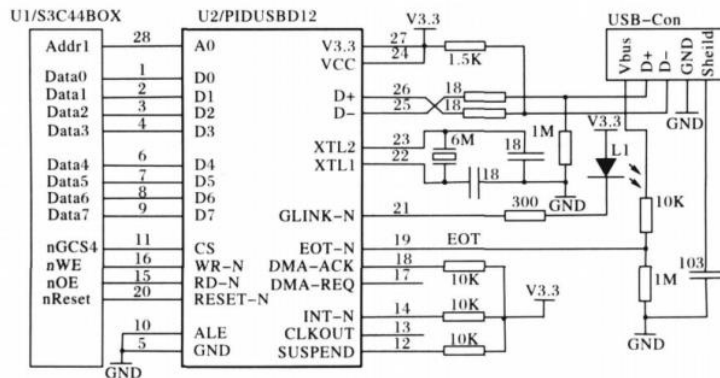 U1/S3C44BOX
U2/PIDUSBD12
V3.3
USB-Con
Addr1 28 A0
V3.3 27
VCC 24
1.5K
Vbus
D+
D-
GND
Sheild
Data0 1 D0
Data1 2 D1
Data2 3 D2
Data3 4 D3
D+ 26 18
D- 25 18
GND
V3.3
XTL2 23 6M 18 1M
XTL1 22 18
L1
Data4 6 D4
Data5 7 D5
Data6 8 D6
Data7 9 D7
GND
GLINK-N 21 300
10K
nGCS4 11 CS
EOT-N 19 EOT
nWE 16 WR-N
DMA-ACK 18 10K
nOE 15 RD-N
DMA-REQ 17
nReset 20 RESET-N
1M
103
V3.3
INT-N 14 10K
10 ALE
CLKOUT 13
5 GND
SUSPEND 12 10K
GND
GND